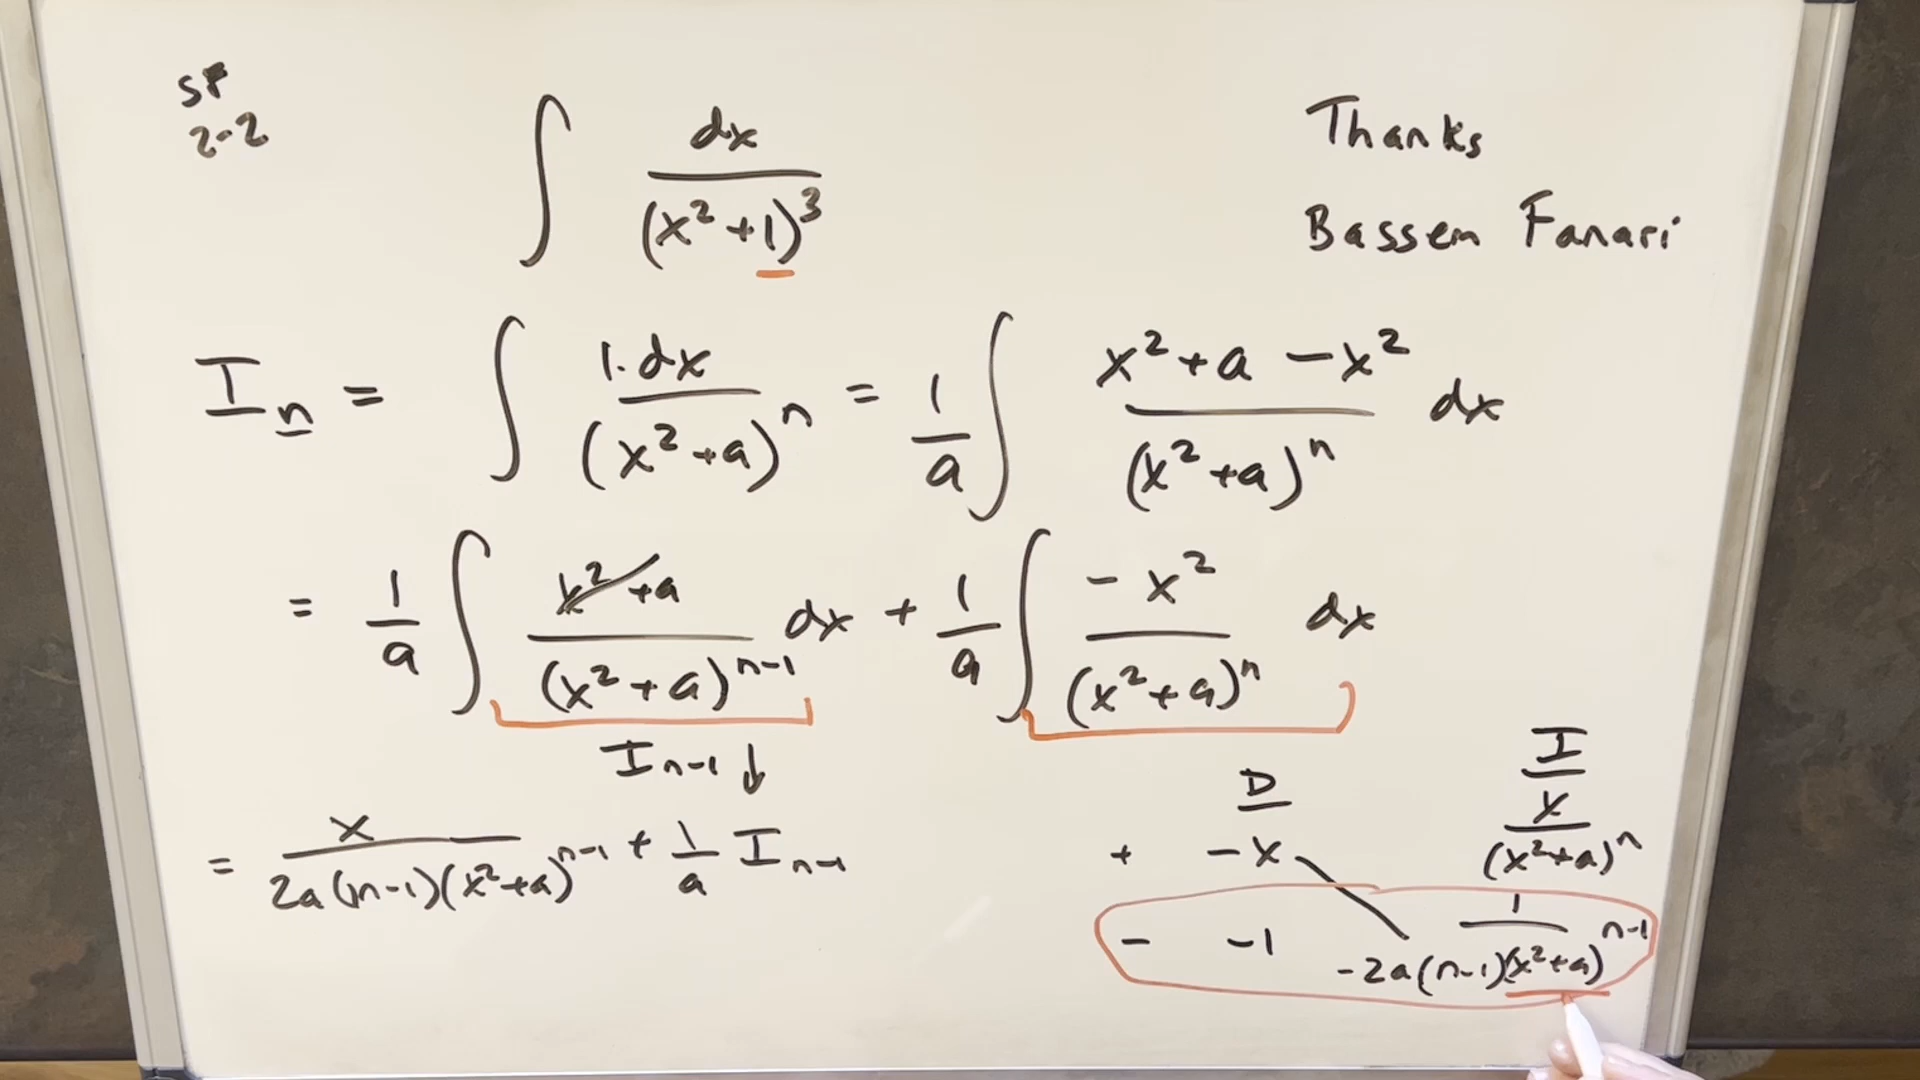 SP
2-2
∫ dx / (x² + 1)³
Thanks
Bassem Fanari
Iₙ = ∫ 1·dx / (x² + a)ⁿ = 1/a ∫ (x² + a − x²) / (x² + a)ⁿ dx
= 1/a ∫ (x² + a) / (x² + a)ⁿ⁻¹ dx + 1/a ∫ −x² / (x² + a)ⁿ dx
Iₙ₋₁ ↓
= x / 2a(n−1)(x²+a)ⁿ⁻¹ + 1/a Iₙ₋₁
D I
+ −x x / (x²+a)ⁿ
− −1 1 / −2a(n−1)(x²+a)ⁿ⁻¹